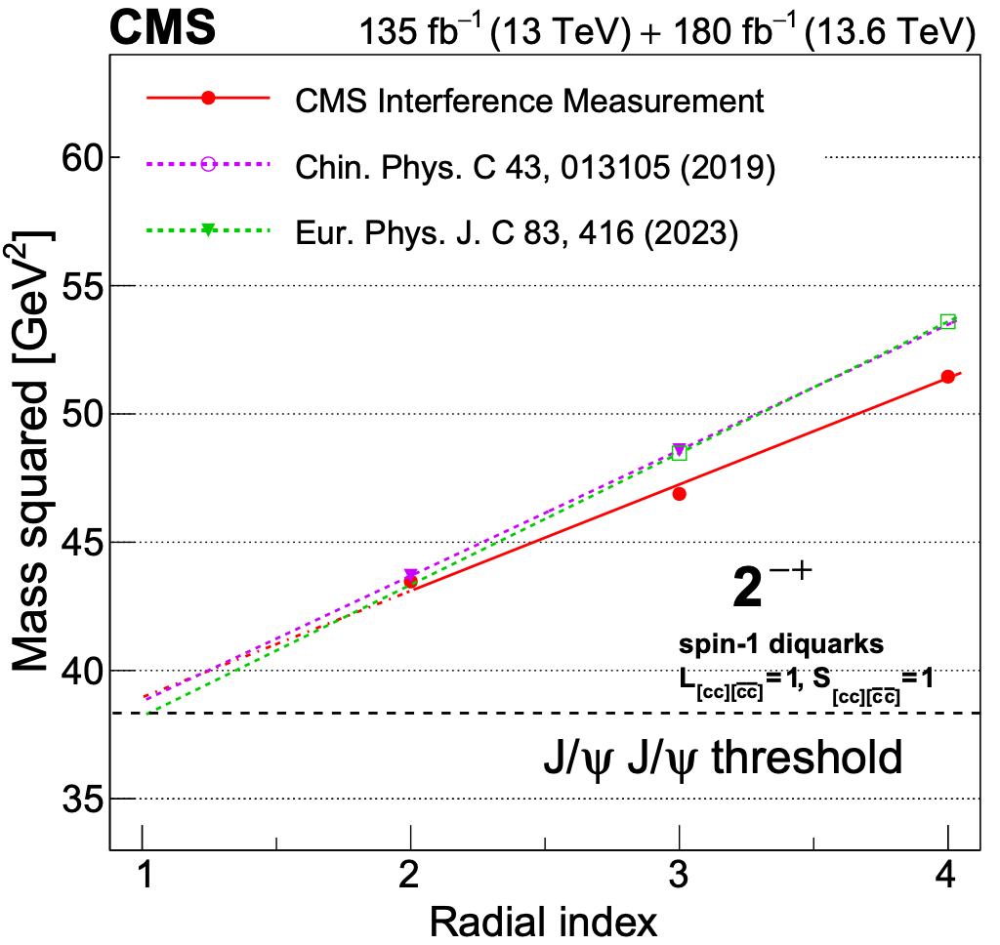 CMS 135 fb⁻¹ (13 TeV) + 180 fb⁻¹ (13.6 TeV)
CMS Interference Measurement
Chin. Phys. C 43, 013105 (2019)
Eur. Phys. J. C 83, 416 (2023)
Mass squared [GeV²]
60
55
50
45
40
35
2⁻⁺
spin-1 diquarks
L[cc][c̅c̅]=1, S[cc][c̅c̅]=1
J/ψ J/ψ threshold
1 2 3 4
Radial index